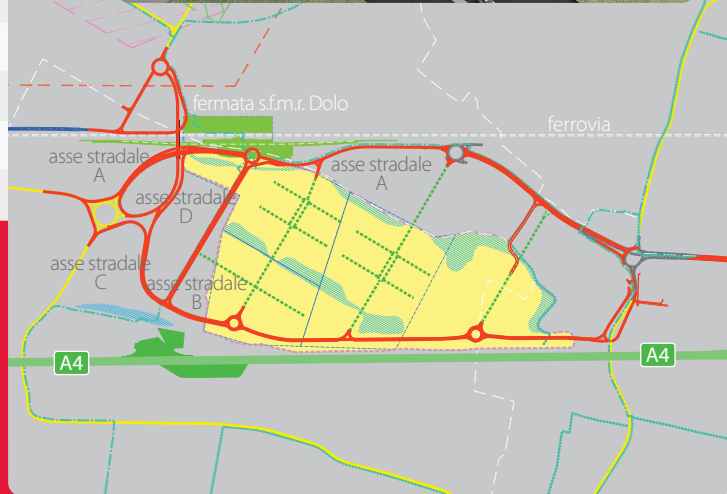 fermata s.f.m.r. Dolo
ferrovia
asse stradale
A
asse stradale
A
asse stradale
D
asse stradale
C
asse stradale
B
A4
A4